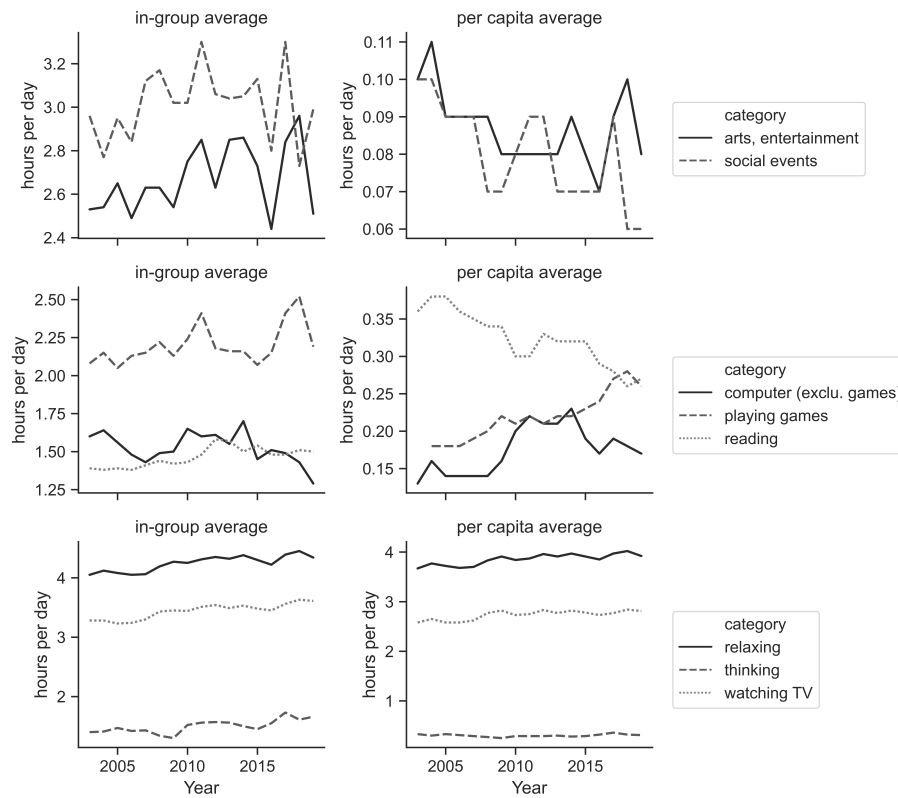 in-group average
per capita average
hours per day
3.2
3.0
2.8
2.6
2.4
hours per day
0.11
0.10
0.09
0.08
0.07
0.06
category
arts, entertainment
social events
in-group average
per capita average
hours per day
2.50
2.25
2.00
1.75
1.50
1.25
hours per day
0.35
0.30
0.25
0.20
0.15
category
computer (exclu. games)
playing games
reading
in-group average
per capita average
hours per day
4
3
2
2005
2010
2015
Year
hours per day
4
3
2
1
2005
2010
2015
Year
category
relaxing
thinking
watching TV